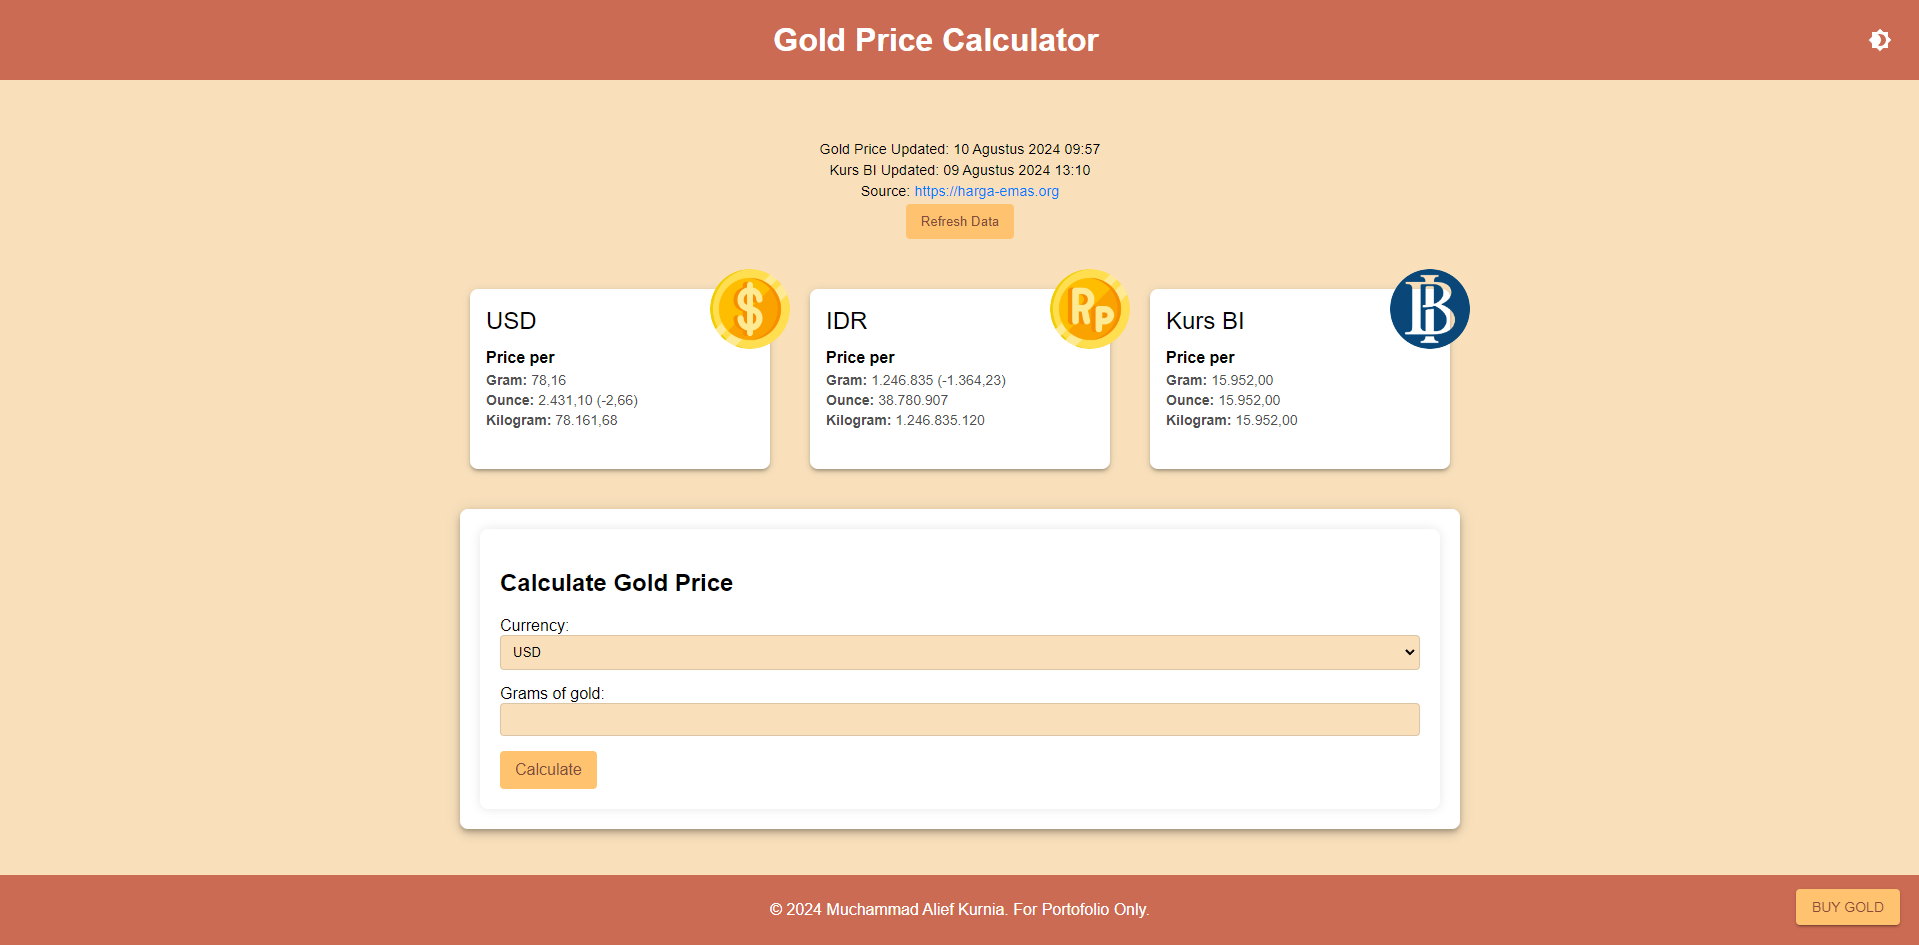 Gold Price Calculator
Gold Price Updated: 10 Agustus 2024 09:57
Kurs BI Updated: 09 Agustus 2024 13:10
Source: https://harga-emas.org
Refresh Data
USD
$
Price per
Gram: 78,16
Ounce: 2.431,10 (-2,66)
Kilogram: 78.161,68
IDR
Rp
Price per
Gram: 1.246.835 (-1.364,23)
Ounce: 38.780.907
Kilogram: 1.246.835.120
Kurs BI
BI
Price per
Gram: 15.952,00
Ounce: 15.952,00
Kilogram: 15.952,00
Calculate Gold Price
Currency:
USD
Grams of gold:
Calculate
© 2024 Muchammad Alief Kurnia. For Portofolio Only.
BUY GOLD